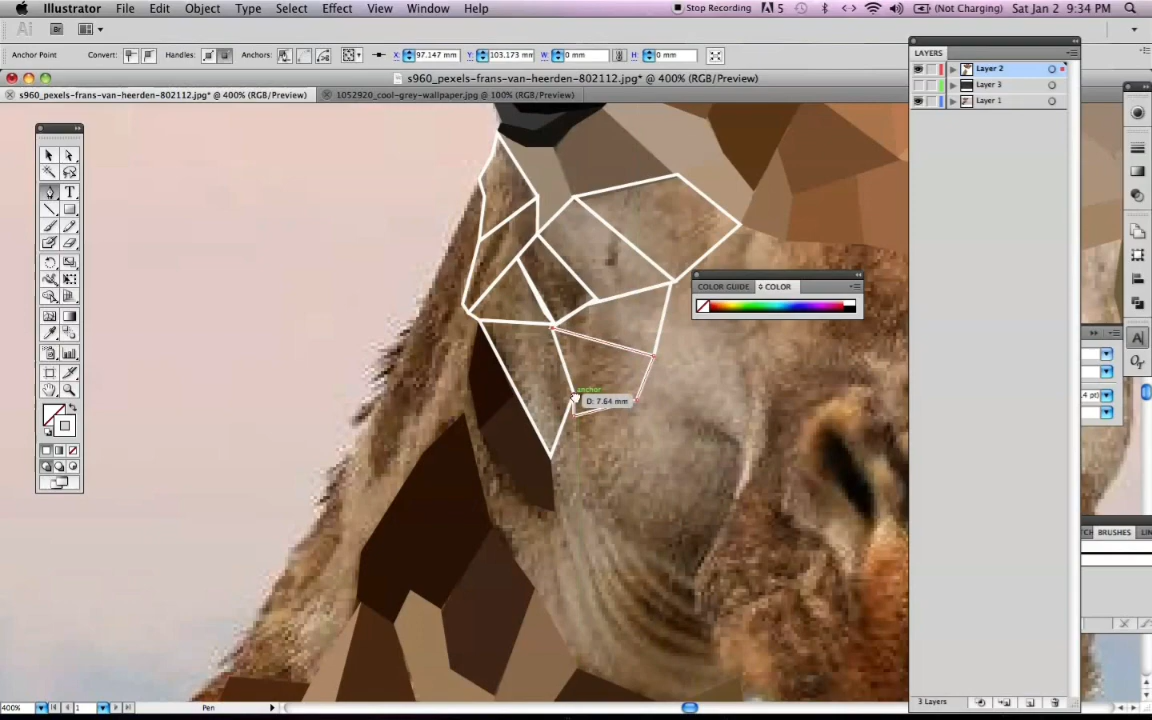 Illustrator File Edit Object Type Select Effect View Window Help Stop Recording 5 (Not Charging) Sat Jan 2 9:34 PM
Ai Br
Anchor Point Convert: Handles: Anchors: X: 97.147 mm Y: 103.173 mm W: 0 mm H: 0 mm
s960_pexels-frans-van-heerden-802112.jpg* @ 400% (RGB/Preview)
s960_pexels-frans-van-heerden-802112.jpg* @ 400% (RGB/Preview) 1052920_cool-grey-wallpaper.jpg @ 100% (RGB/Preview)
LAYERS
Layer 2
Layer 3
Layer 1
COLOR GUIDE COLOR
anchor
D: 7.64 mm
.4 pt)
BRUSHES
3 Layers
400% 1 Pen